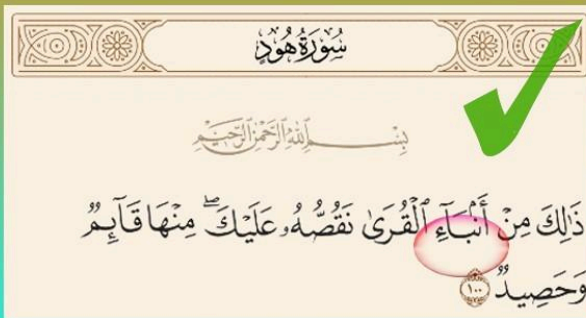 سُورَةُ هُودٍ
بِسْمِ ٱللَّهِ ٱلرَّحْمَٰنِ ٱلرَّحِيمِ
ذَٰلِكَ مِنْ أَنۢبَآءِ ٱلْقُرَىٰ نَقُصُّهُۥ عَلَيْكَ ۖ مِنْهَا قَآئِمٌۭ
وَحَصِيدٌۭ ١٠٠